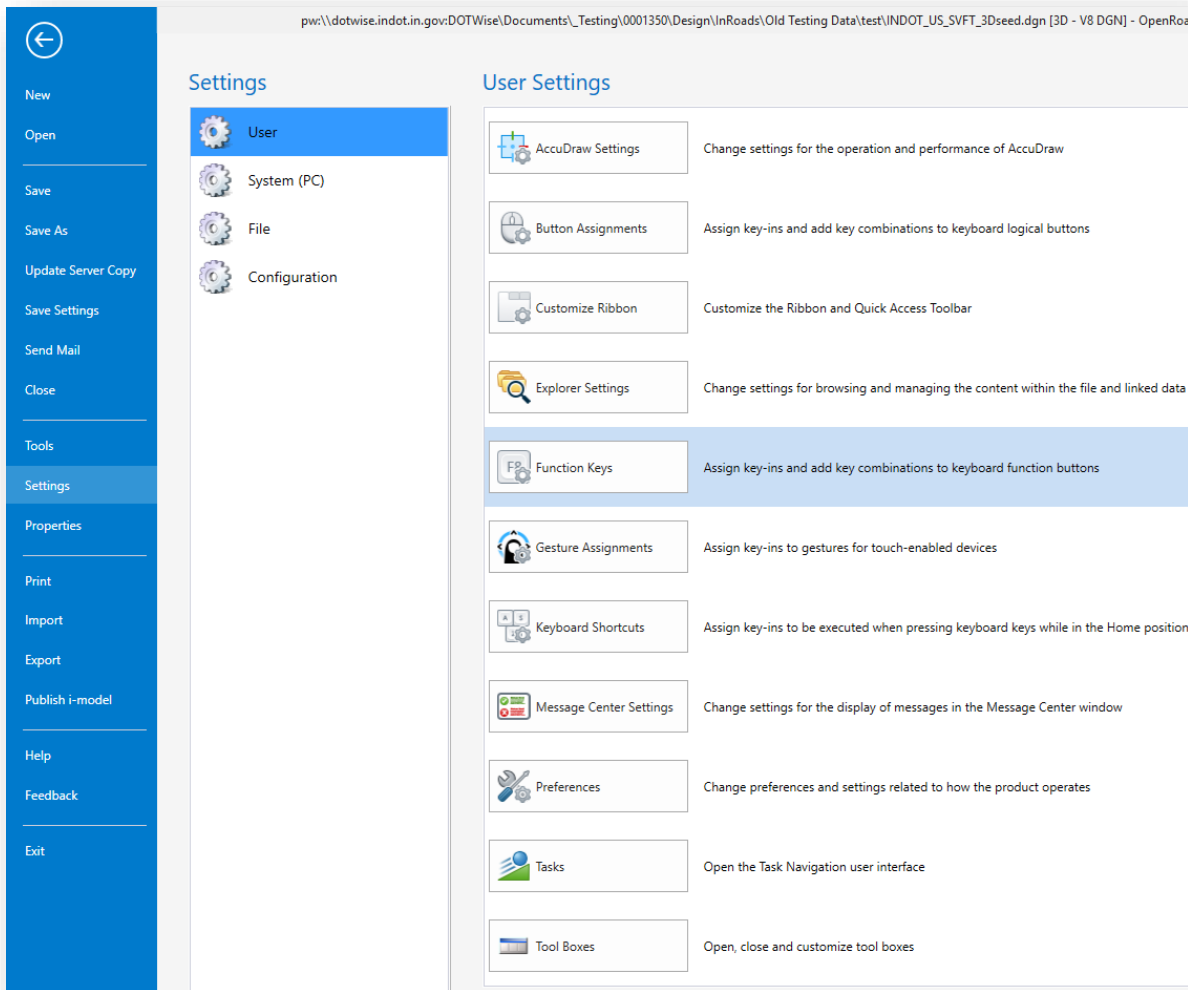 pw:\\dotwise.indot.in.gov:DOTWise\Documents\_Testing\0001350\Design\InRoads\Old Testing Data\test\INDOT_US_SVFT_3Dseed.dgn [3D - V8 DGN] - OpenRoa
New
Open
Save
Save As
Update Server Copy
Save Settings
Send Mail
Close
Tools
Settings
Properties
Print
Import
Export
Publish i-model
Help
Feedback
Exit
Settings
User
System (PC)
File
Configuration
User Settings
AccuDraw Settings Change settings for the operation and performance of AccuDraw
Button Assignments Assign key-ins and add key combinations to keyboard logical buttons
Customize Ribbon Customize the Ribbon and Quick Access Toolbar
Explorer Settings Change settings for browsing and managing the content within the file and linked data
Function Keys Assign key-ins and add key combinations to keyboard function buttons
Gesture Assignments Assign key-ins to gestures for touch-enabled devices
Keyboard Shortcuts Assign key-ins to be executed when pressing keyboard keys while in the Home position
Message Center Settings Change settings for the display of messages in the Message Center window
Preferences Change preferences and settings related to how the product operates
Tasks Open the Task Navigation user interface
Tool Boxes Open, close and customize tool boxes